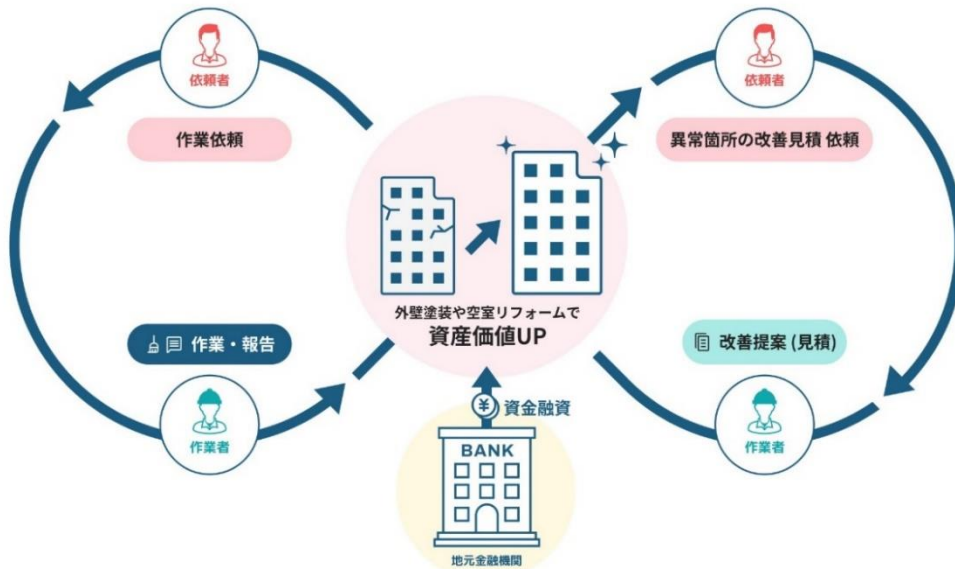 依頼者
作業依頼
作業・報告
作業者
外壁塗装や空室リフォームで
資産価値UP
¥ 資金融資
BANK
地元金融機関
依頼者
異常箇所の改善見積 依頼
改善提案 (見積)
作業者